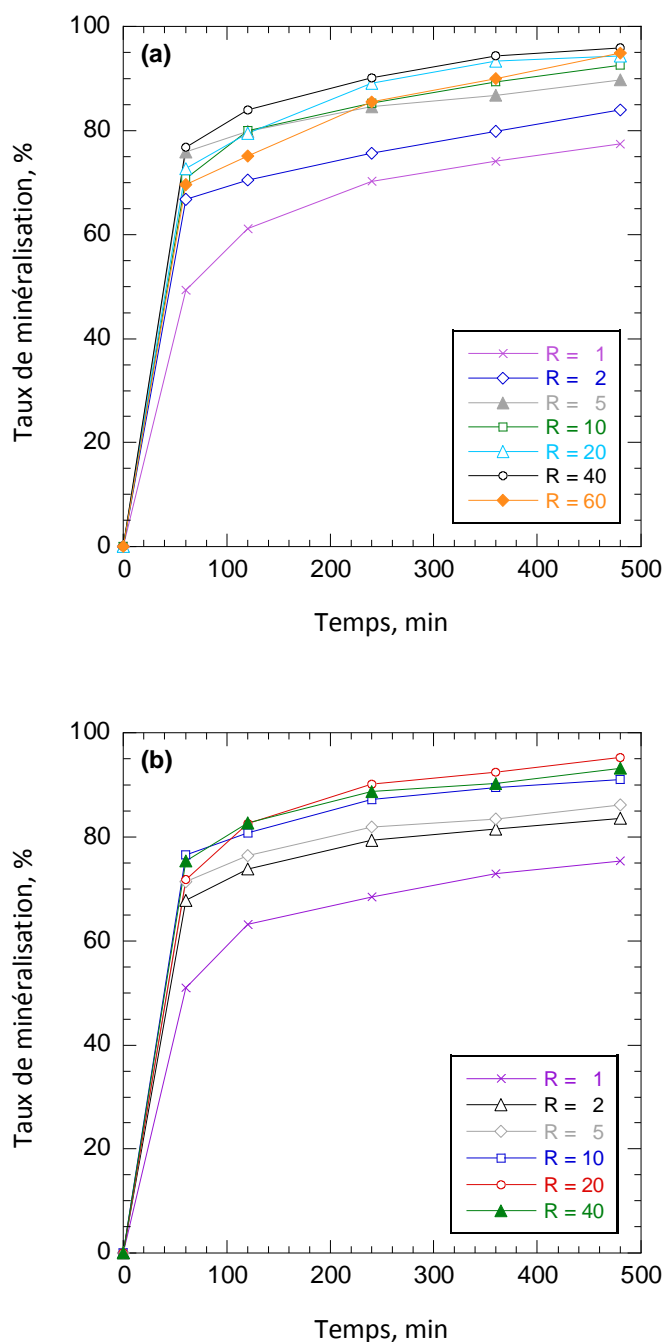 (a)
Taux de minéralisation, %
100
80
60
40
20
0
R = 1
R = 2
R = 5
R = 10
R = 20
R = 40
R = 60
0 100 200 300 400 500
Temps, min
(b)
Taux de minéralisation, %
100
80
60
40
20
0
R = 1
R = 2
R = 5
R = 10
R = 20
R = 40
0 100 200 300 400 500
Temps, min